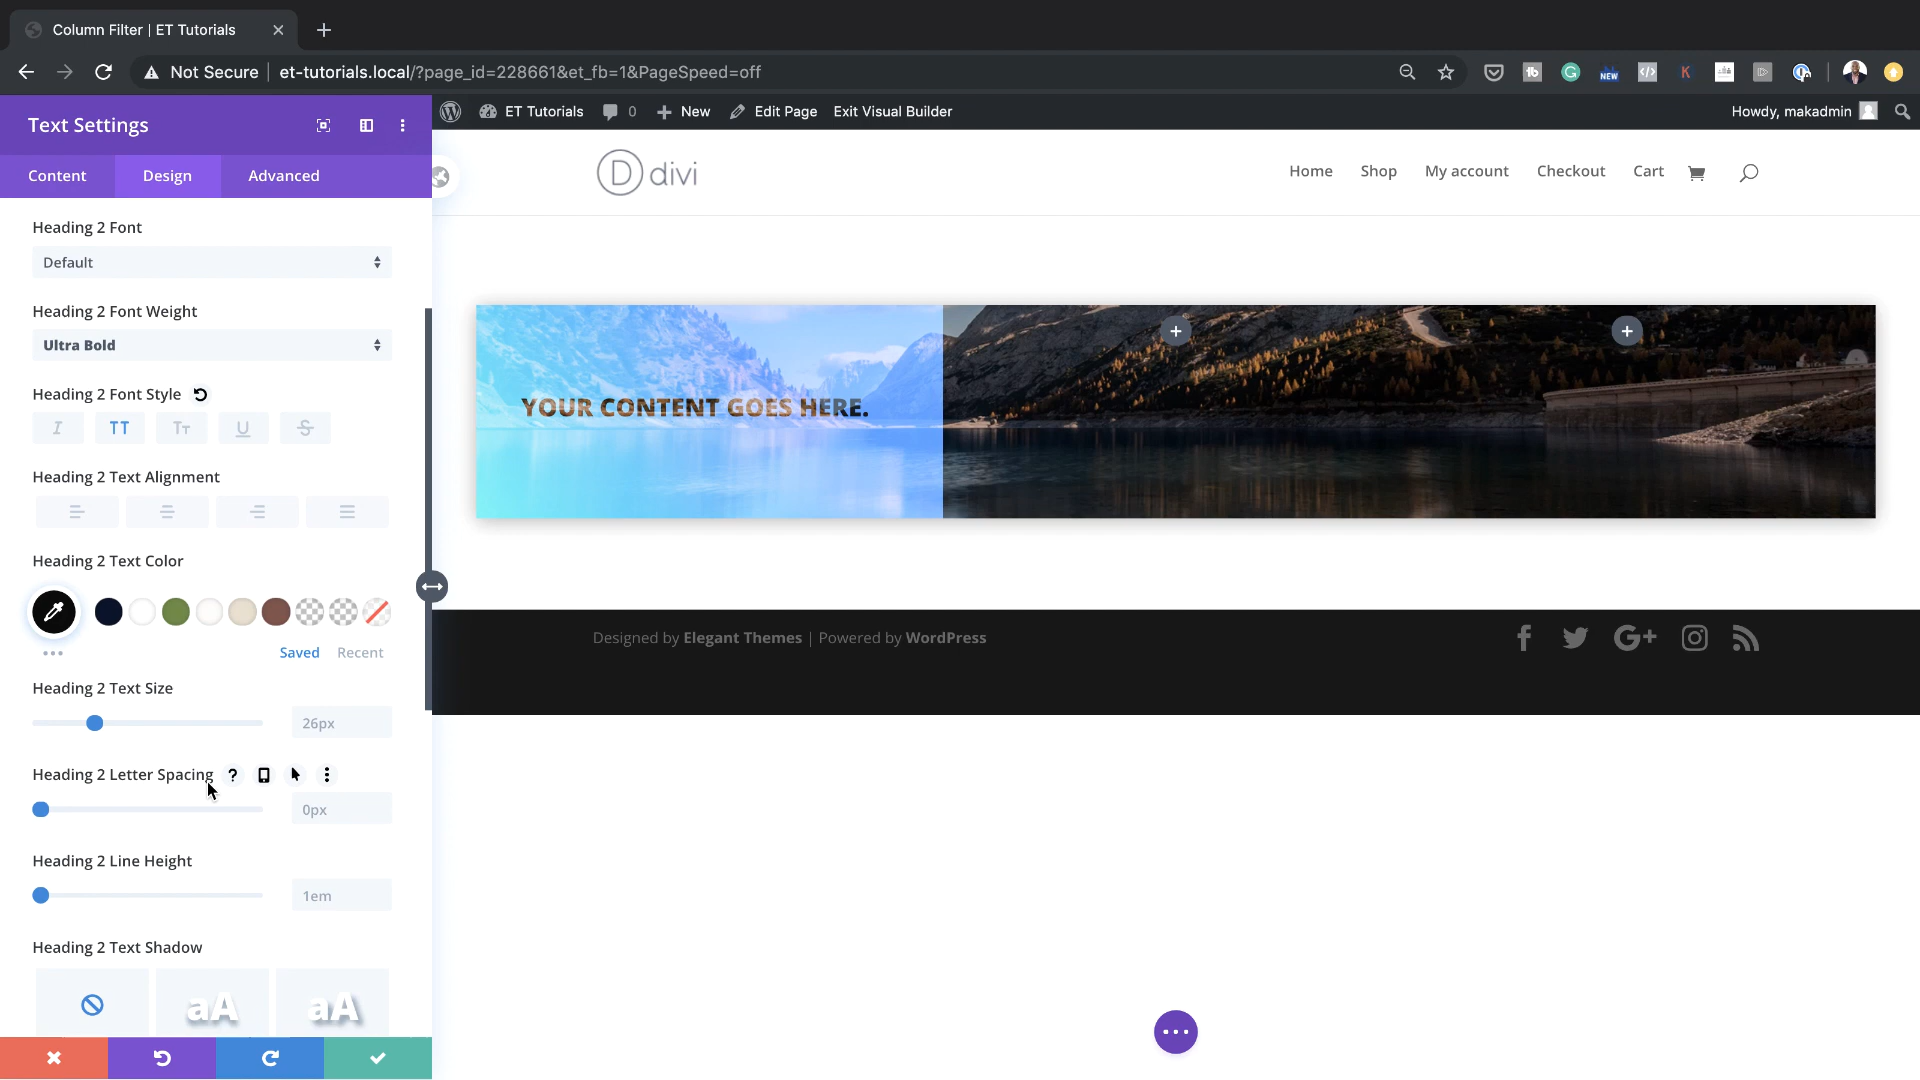 Column Filter | ET Tutorials
Not Secure | et-tutorials.local/?page_id=228661&et_fb=1&PageSpeed=off
NEW
ET Tutorials 0 New Edit Page Exit Visual Builder Howdy, makadmin
Text Settings
Content Design Advanced
divi
Home Shop My account Checkout Cart
Heading 2 Font
Default
Heading 2 Font Weight
Ultra Bold
Heading 2 Font Style
I TT Tt U S
YOUR CONTENT GOES HERE.
Heading 2 Text Alignment
Heading 2 Text Color
Saved Recent
Designed by Elegant Themes | Powered by WordPress
Heading 2 Text Size
26px
Heading 2 Letter Spacing ?
0px
Heading 2 Line Height
1em
Heading 2 Text Shadow
aA aA